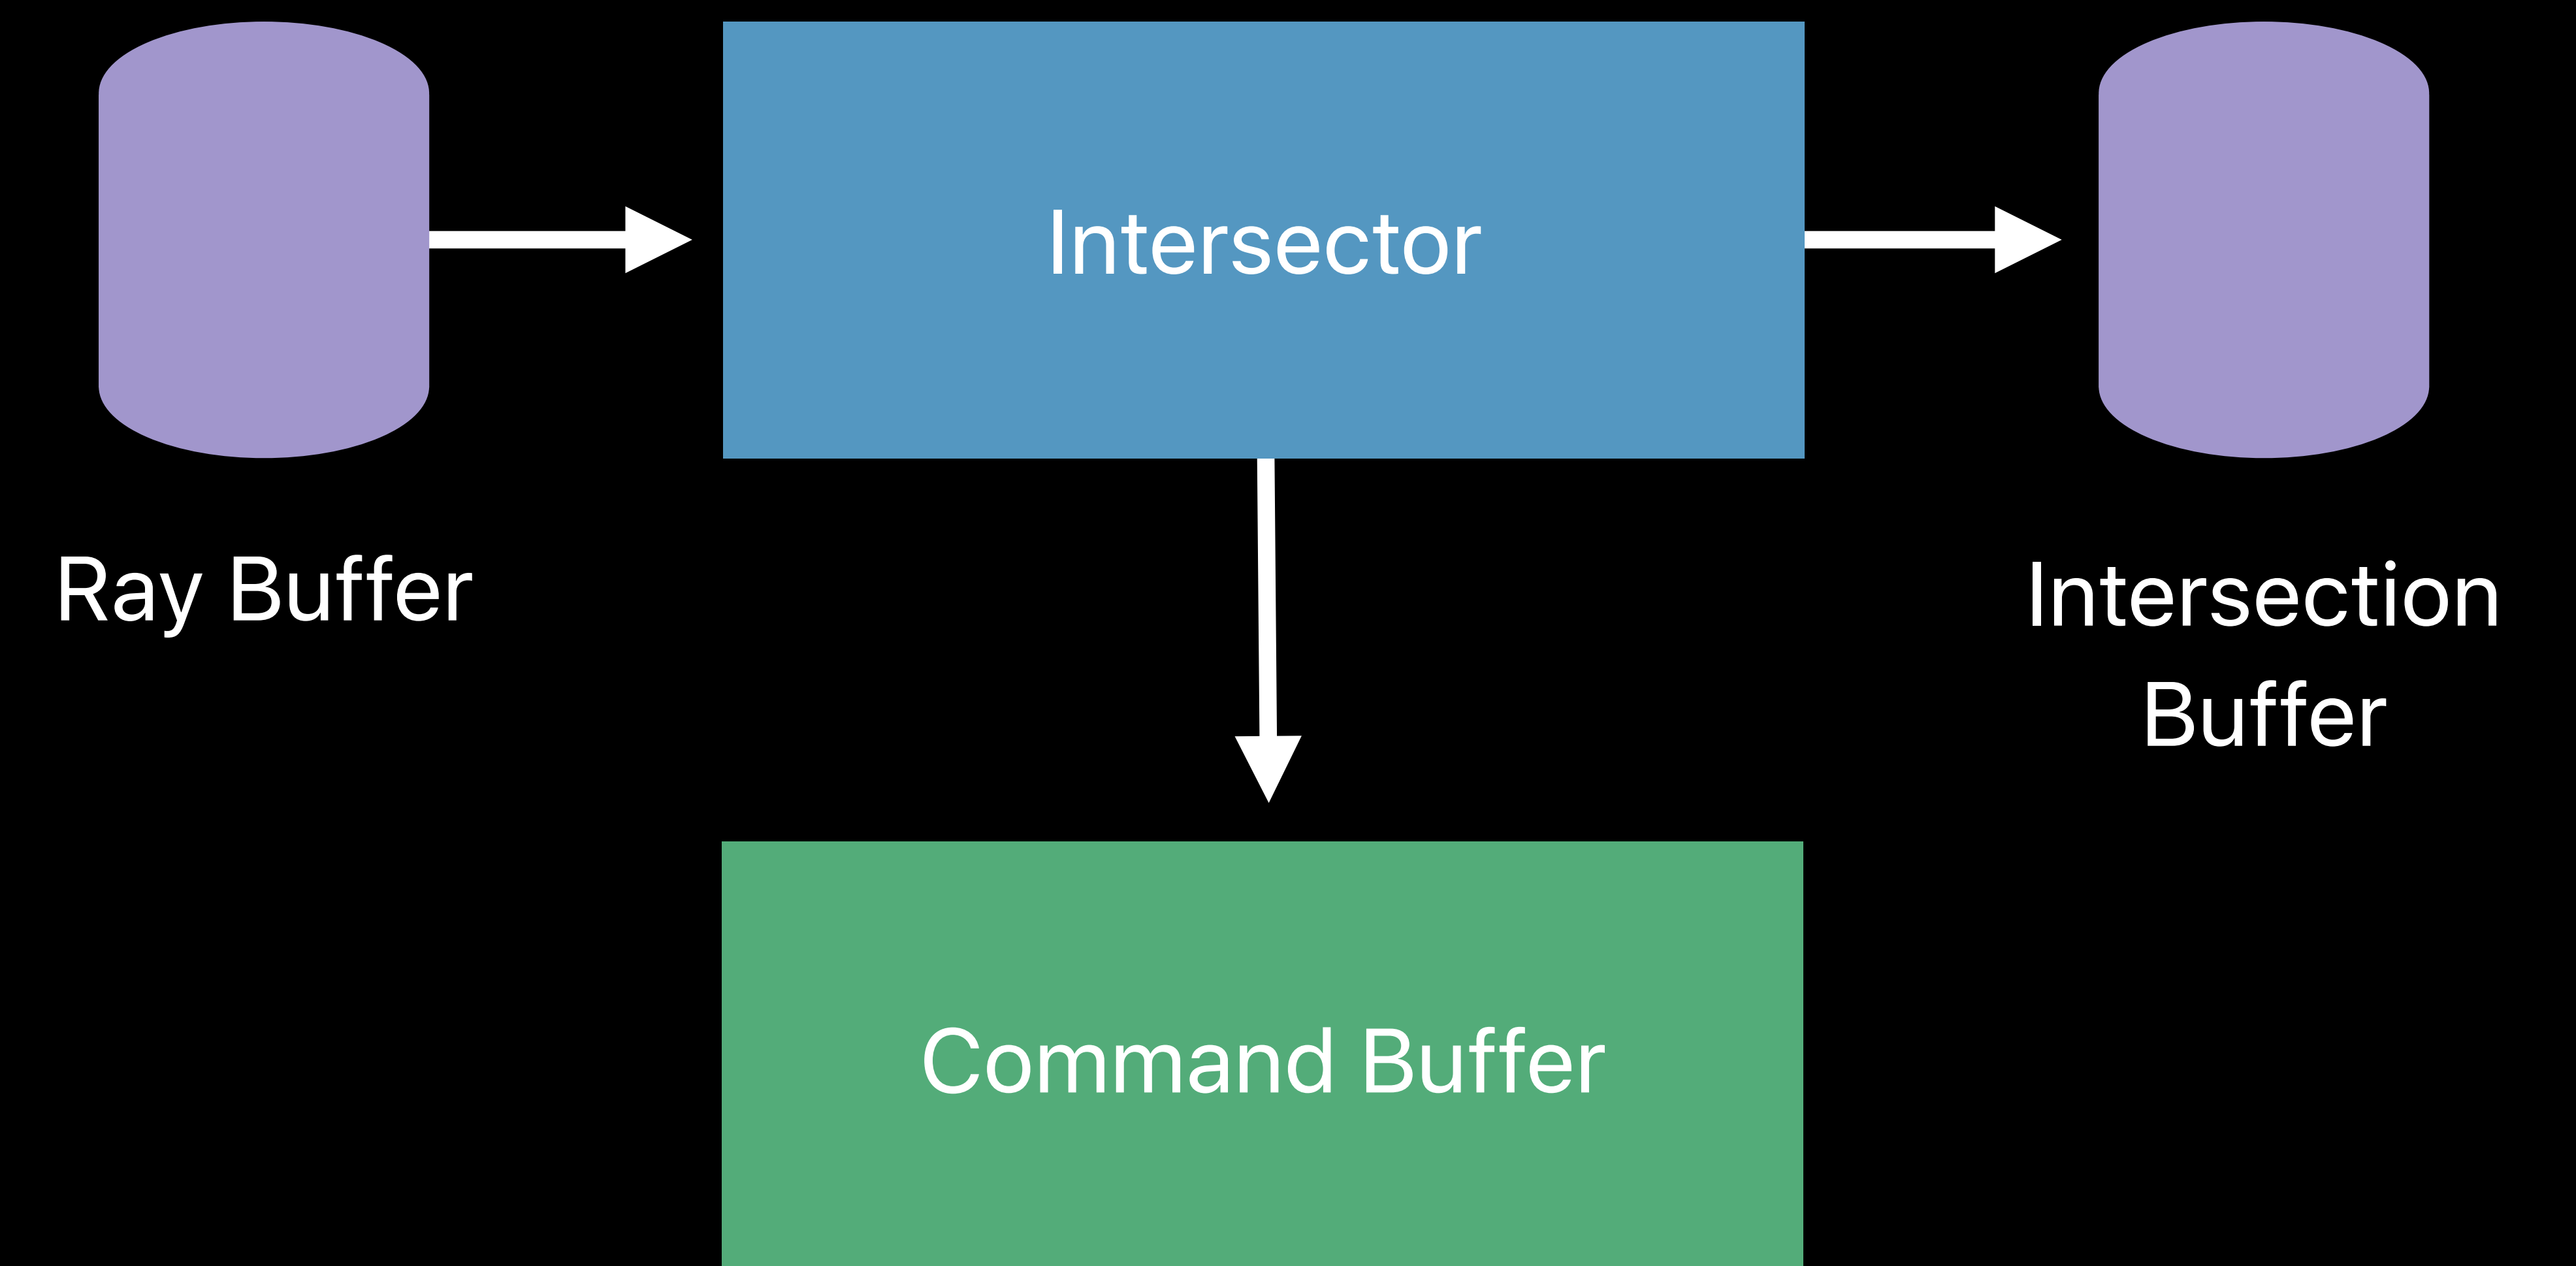 Intersector
Ray Buffer
Intersection
Buffer
Command Buffer